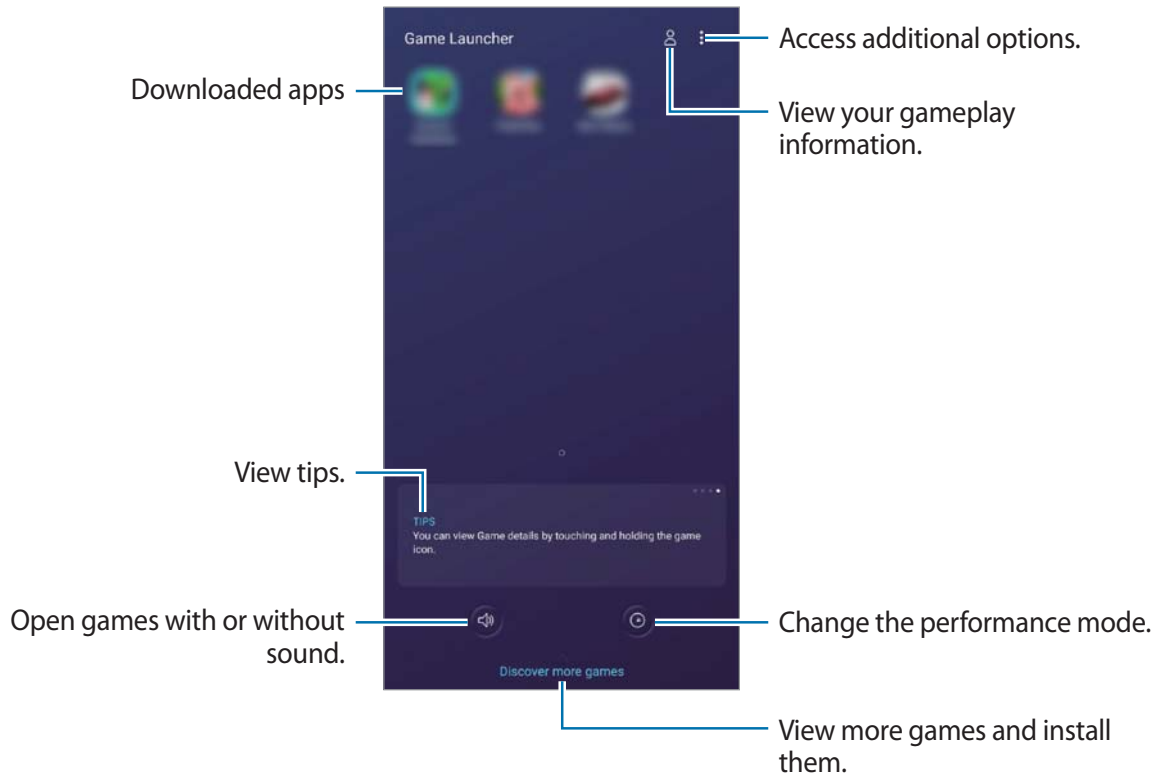 Game Launcher
Access additional options.
Downloaded apps
View your gameplay
information.
View tips.
TIPS
You can view Game details by touching and holding the game
icon.
Open games with or without
sound.
Change the performance mode.
Discover more games
View more games and install
them.